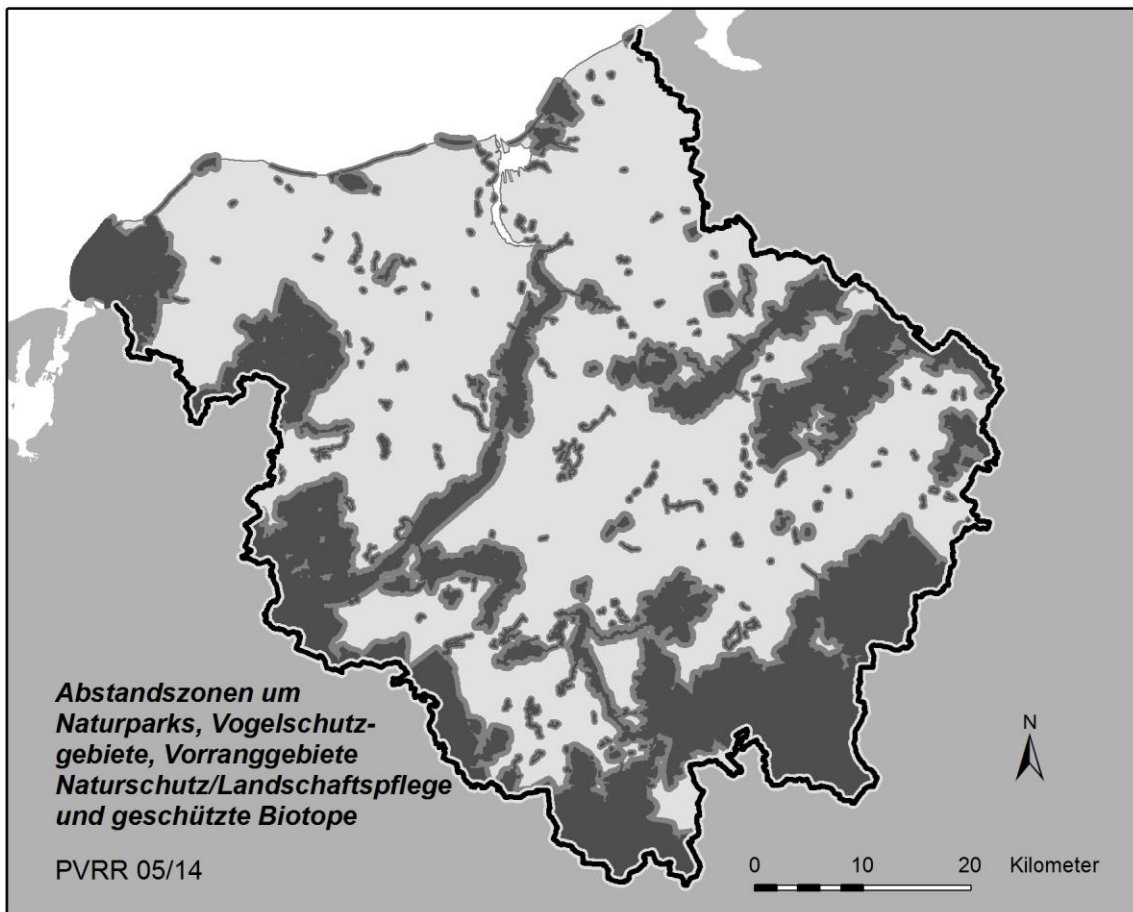 Abstandszonen um
Naturparks, Vogelschutz-
gebiete, Vorranggebiete
Naturschutz/Landschaftspflege
und geschützte Biotope
PVRR 05/14
N
0 10 20 Kilometer